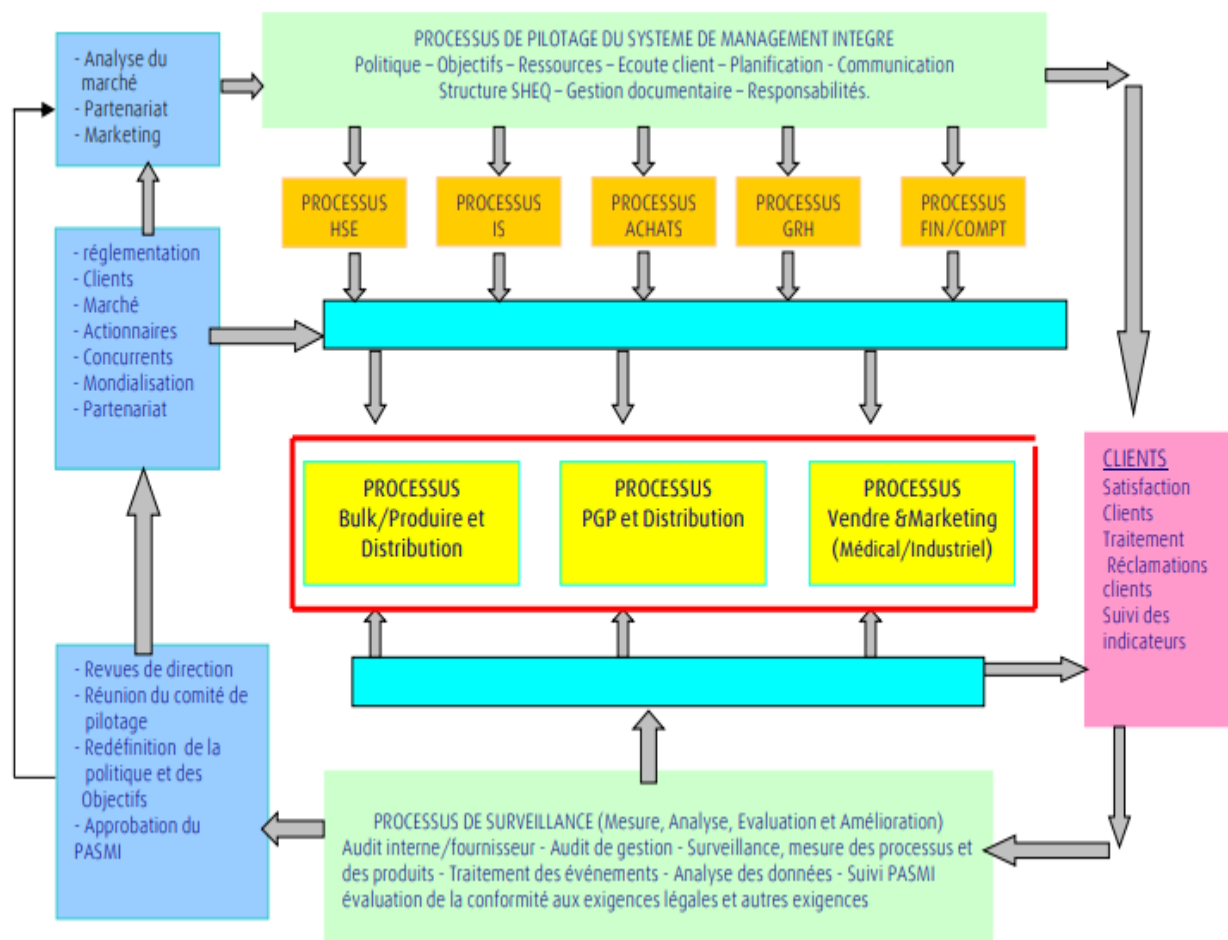 - Analyse du
marché
- Partenariat
- Marketing
PROCESSUS DE PILOTAGE DU SYSTEME DE MANAGEMENT INTEGRE
Politique – Objectifs – Ressources – Ecoute client – Planification - Communication
Structure SHEQ – Gestion documentaire – Responsabilités.
PROCESSUS
HSE
PROCESSUS
IS
PROCESSUS
ACHATS
PROCESSUS
GRH
PROCESSUS
FIN/COMPT
- réglementation
- Clients
- Marché
- Actionnaires
- Concurrents
- Mondialisation
- Partenariat
PROCESSUS
Bulk/Produire et
Distribution
PROCESSUS
PGP et Distribution
PROCESSUS
Vendre &Marketing
(Médical/Industriel)
CLIENTS
Satisfaction
Clients
Traitement
Réclamations
clients
Suivi des
indicateurs
- Revues de direction
- Réunion du comité de
pilotage
- Redéfinition de la
politique et des
Objectifs
- Approbation du
PASMI
PROCESSUS DE SURVEILLANCE (Mesure, Analyse, Evaluation et Amélioration)
Audit interne/fournisseur - Audit de gestion - Surveillance, mesure des processus et
des produits - Traitement des événements - Analyse des données - Suivi PASMI
évaluation de la conformité aux exigences légales et autres exigences